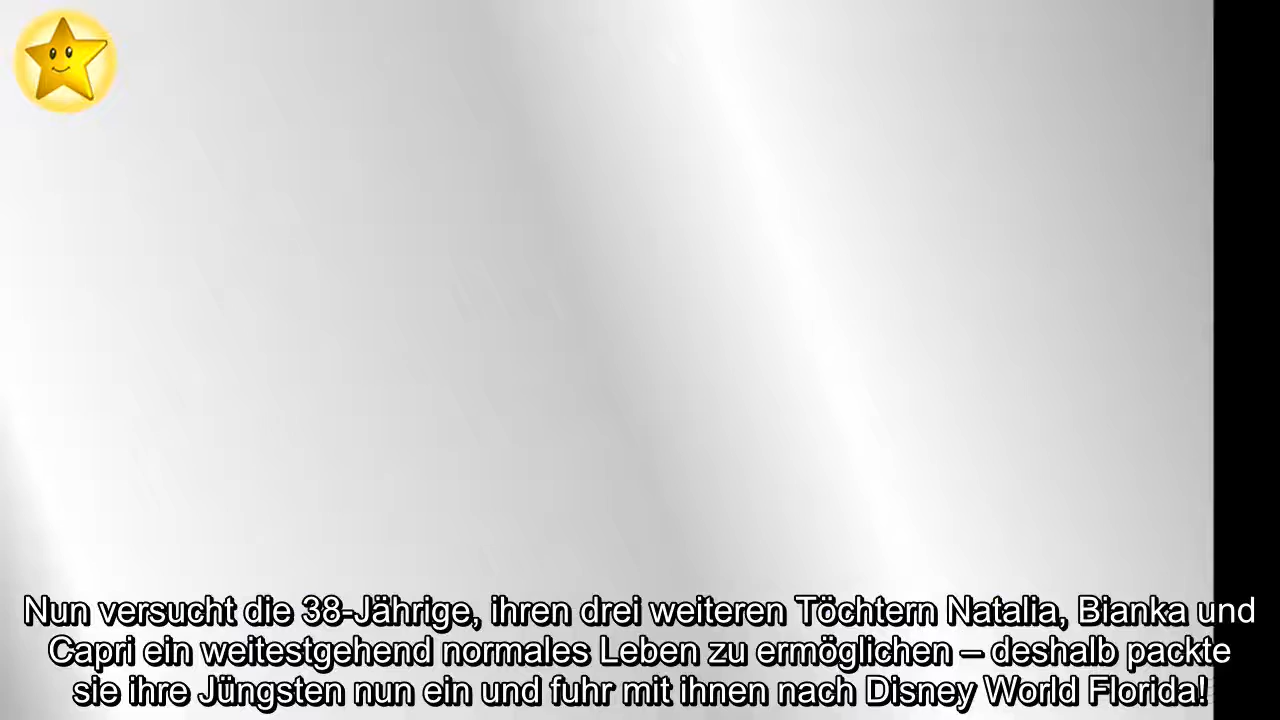 Nun versucht die 38-Jährige, ihren drei weiteren Töchtern Natalia, Bianka und
Capri ein weitestgehend normales Leben zu ermöglichen – deshalb packte
sie ihre Jüngsten nun ein und fuhr mit ihnen nach Disney World Florida!